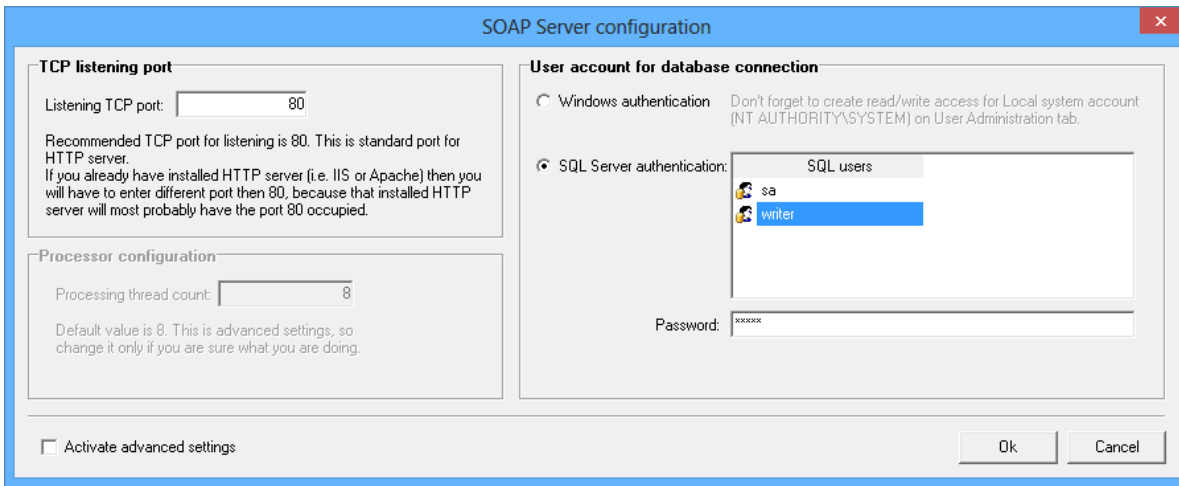 SOAP Server configuration
TCP listening port
Listening TCP port: 80
Recommended TCP port for listening is 80. This is standard port for
HTTP server.
If you already have installed HTTP server (i.e. IIS or Apache) then you
will have to enter different port then 80, because that installed HTTP
server will most probably have the port 80 occupied.
Processor configuration
Processing thread count: 8
Default value is 8. This is advanced settings, so
change it only if you are sure what you are doing.
User account for database connection
Windows authentication
Don't forget to create read/write access for Local system account
(NT AUTHORITY\SYSTEM) on User Administration tab.
SQL Server authentication:
SQL users
sa
writer
Password: *****
Activate advanced settings
Ok
Cancel